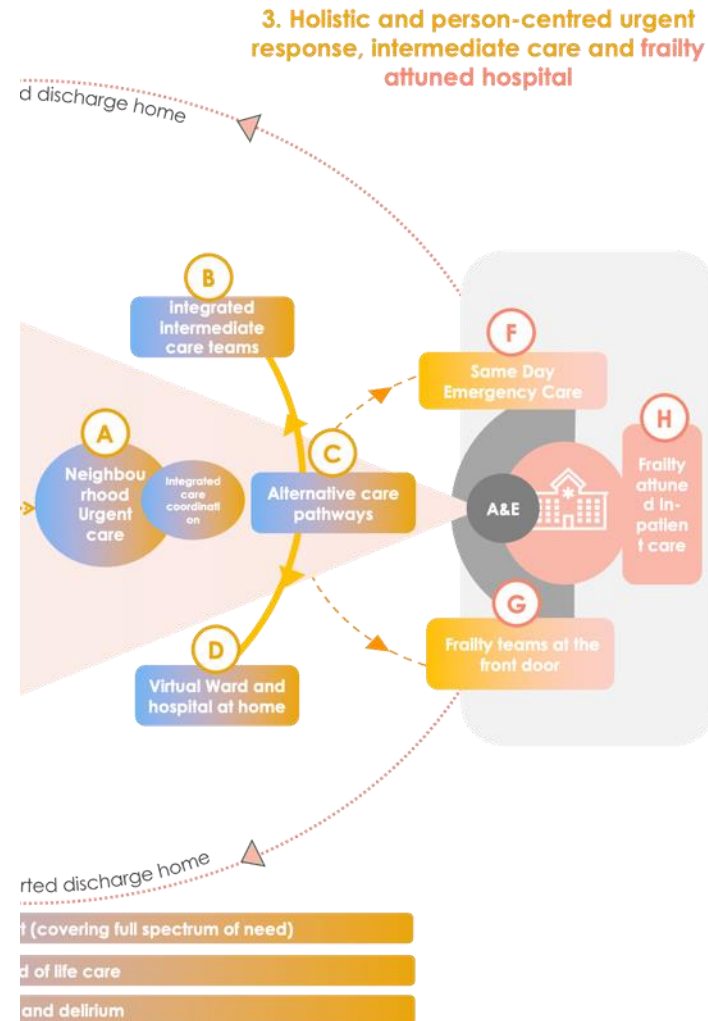 3. Holistic and person-centred urgent
response, intermediate care and frailty
attuned hospital
d discharge home
B
Integrated
intermediate
care teams
F
Same Day
Emergency Care
A
Neighbou
rhood
Urgent
care
Integrated
care
coordinati
on
C
Alternative care
pathways
A&E
H
Frailty
attune
d in-
patien
t care
D
Virtual Ward and
hospital at home
G
Frailty teams at the
front door
rted discharge home
t (covering full spectrum of need)
d of life care
and delirium